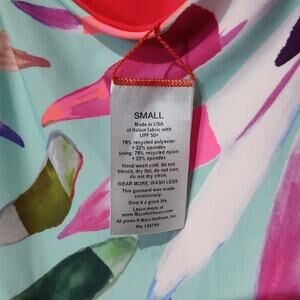 SMALL
Made in USA
of Italian fabric with
UPF 50+
78% recycled polyester
+ 22% spandex
lining: 78% recycled nylon
+ 22% spandex
Hand wash cold, do not
bleach, dry flat, do not iron,
do not dry clean.
WEAR MORE, WASH LESS
This garment was made
consciously.
Give it a good life
Learn more at
www.Marahoffman.com
All prints © Mara Hoffman, Inc.
RN 124749